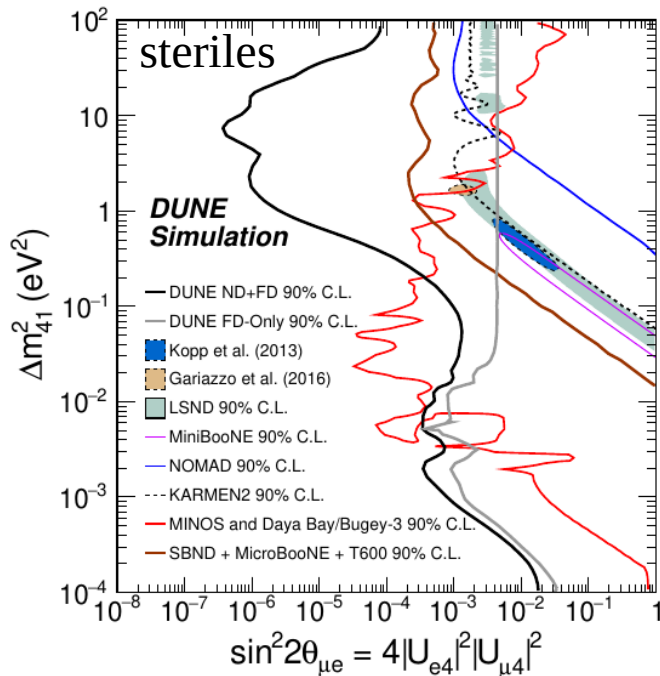 steriles
DUNE
Simulation
DUNE ND+FD 90% C.L.
DUNE FD-Only 90% C.L.
Kopp et al. (2013)
Gariazzo et al. (2016)
LSND 90% C.L.
MiniBooNE 90% C.L.
NOMAD 90% C.L.
KARMEN2 90% C.L.
MINOS and Daya Bay/Bugey-3 90% C.L.
SBND + MicroBooNE + T600 90% C.L.
Δm²₄₁ (eV²)
10²
10
1
10⁻¹
10⁻²
10⁻³
10⁻⁴
10⁻⁸ 10⁻⁷ 10⁻⁶ 10⁻⁵ 10⁻⁴ 10⁻³ 10⁻² 10⁻¹ 1
sin²2θ_μe = 4|U_e4|²|U_μ4|²